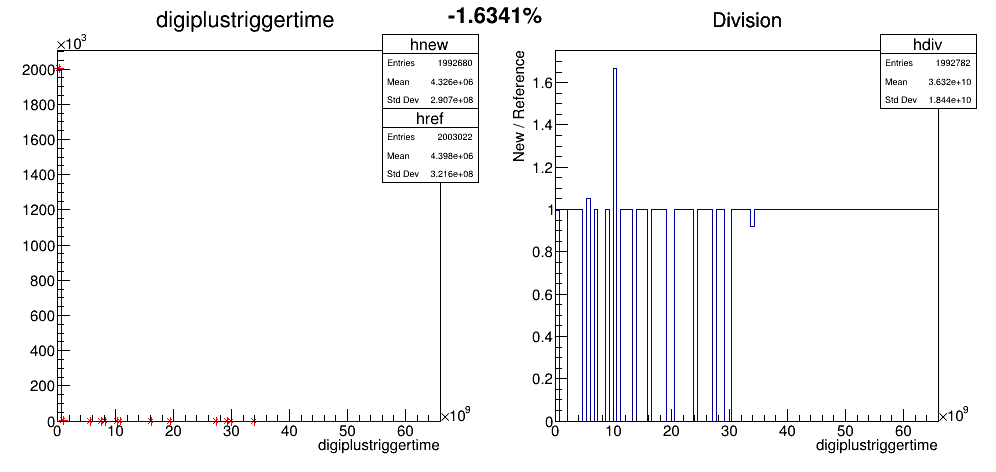 digiplustriggertime
-1.6341%
Division
×10³
hnew
Entries 1992680
Mean 4.326e+06
Std Dev 2.907e+08
href
Entries 2003022
Mean 4.398e+06
Std Dev 3.216e+08
2000
1800
1600
1400
1200
1000
800
600
400
200
0
0 10 20 30 40 50 60
×10⁹
digiplustriggertime
hdiv
Entries 1992782
Mean 3.632e+10
Std Dev 1.844e+10
New / Reference
1.6
1.4
1.2
1
0.8
0.6
0.4
0.2
0
0 10 20 30 40 50 60
×10⁹
digiplustriggertime